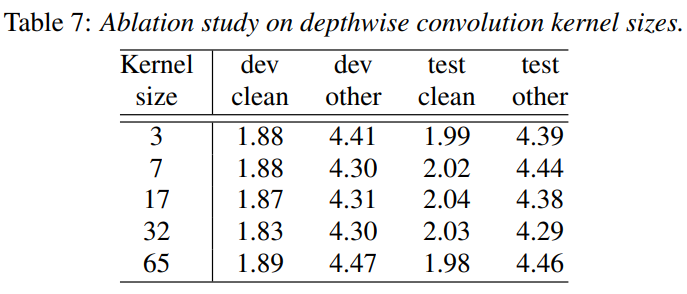 Table 7: Ablation study on depthwise convolution kernel sizes.
Kernel dev dev test test
size clean other clean other
3 1.88 4.41 1.99 4.39
7 1.88 4.30 2.02 4.44
17 1.87 4.31 2.04 4.38
32 1.83 4.30 2.03 4.29
65 1.89 4.47 1.98 4.46